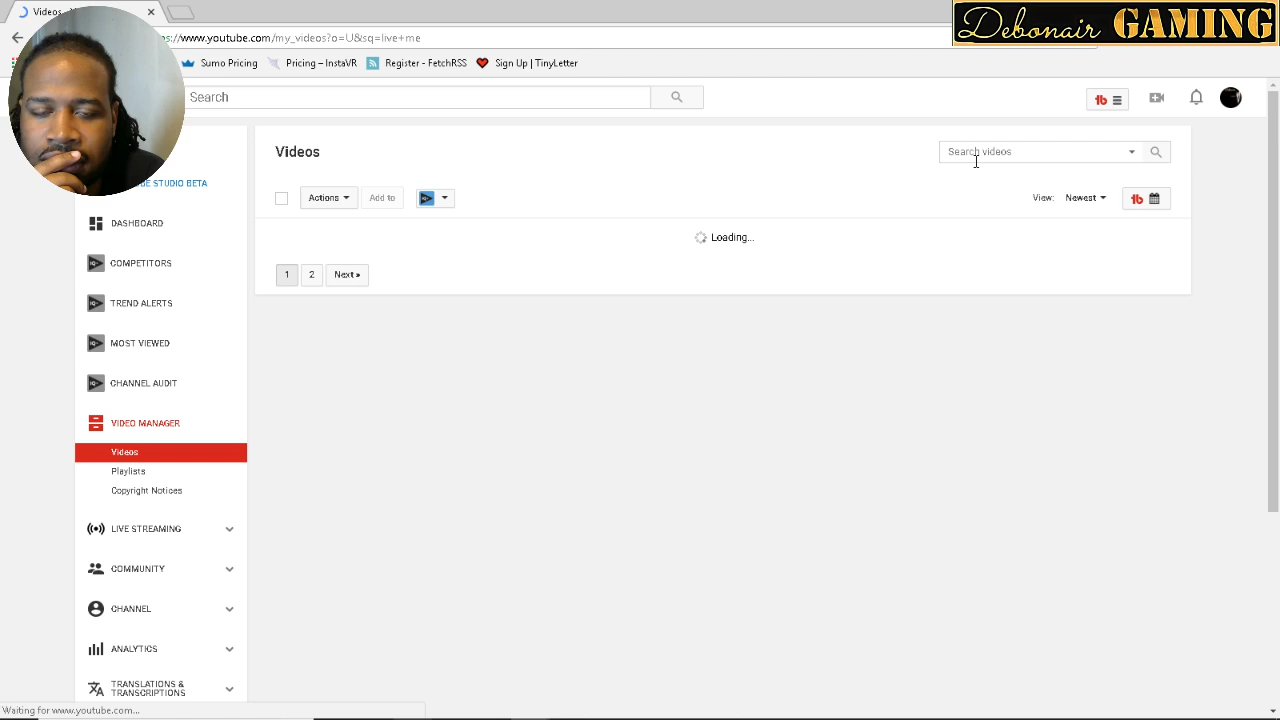 Videos
Debonair GAMING
://www.youtube.com/my_videos?o=U&sq=live+me
Sumo Pricing
Pricing – InstaVR
Register - FetchRSS
Sign Up | TinyLetter
Search
Videos
Search videos
STUDIO BETA
Actions
Add to
View:
Newest
DASHBOARD
Loading...
COMPETITORS
1 2 Next »
TREND ALERTS
MOST VIEWED
CHANNEL AUDIT
VIDEO MANAGER
Videos
Playlists
Copyright Notices
LIVE STREAMING
COMMUNITY
CHANNEL
ANALYTICS
TRANSLATIONS &
TRANSCRIPTIONS
Waiting for www.youtube.com...